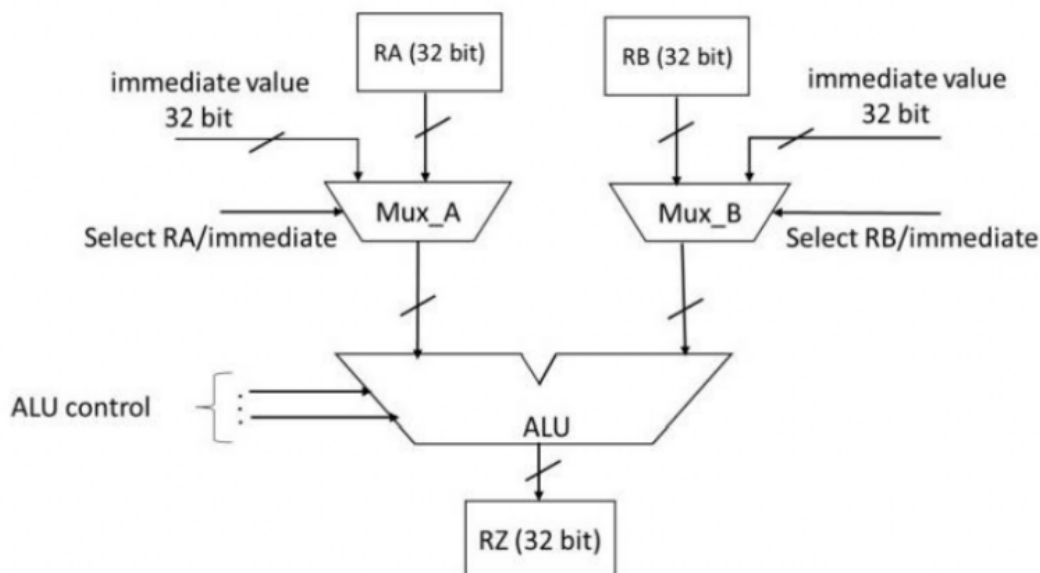 RA (32 bit)
RB (32 bit)
immediate value
32 bit
immediate value
32 bit
Mux_A
Mux_B
Select RA/immediate
Select RB/immediate
ALU control
ALU
RZ (32 bit)